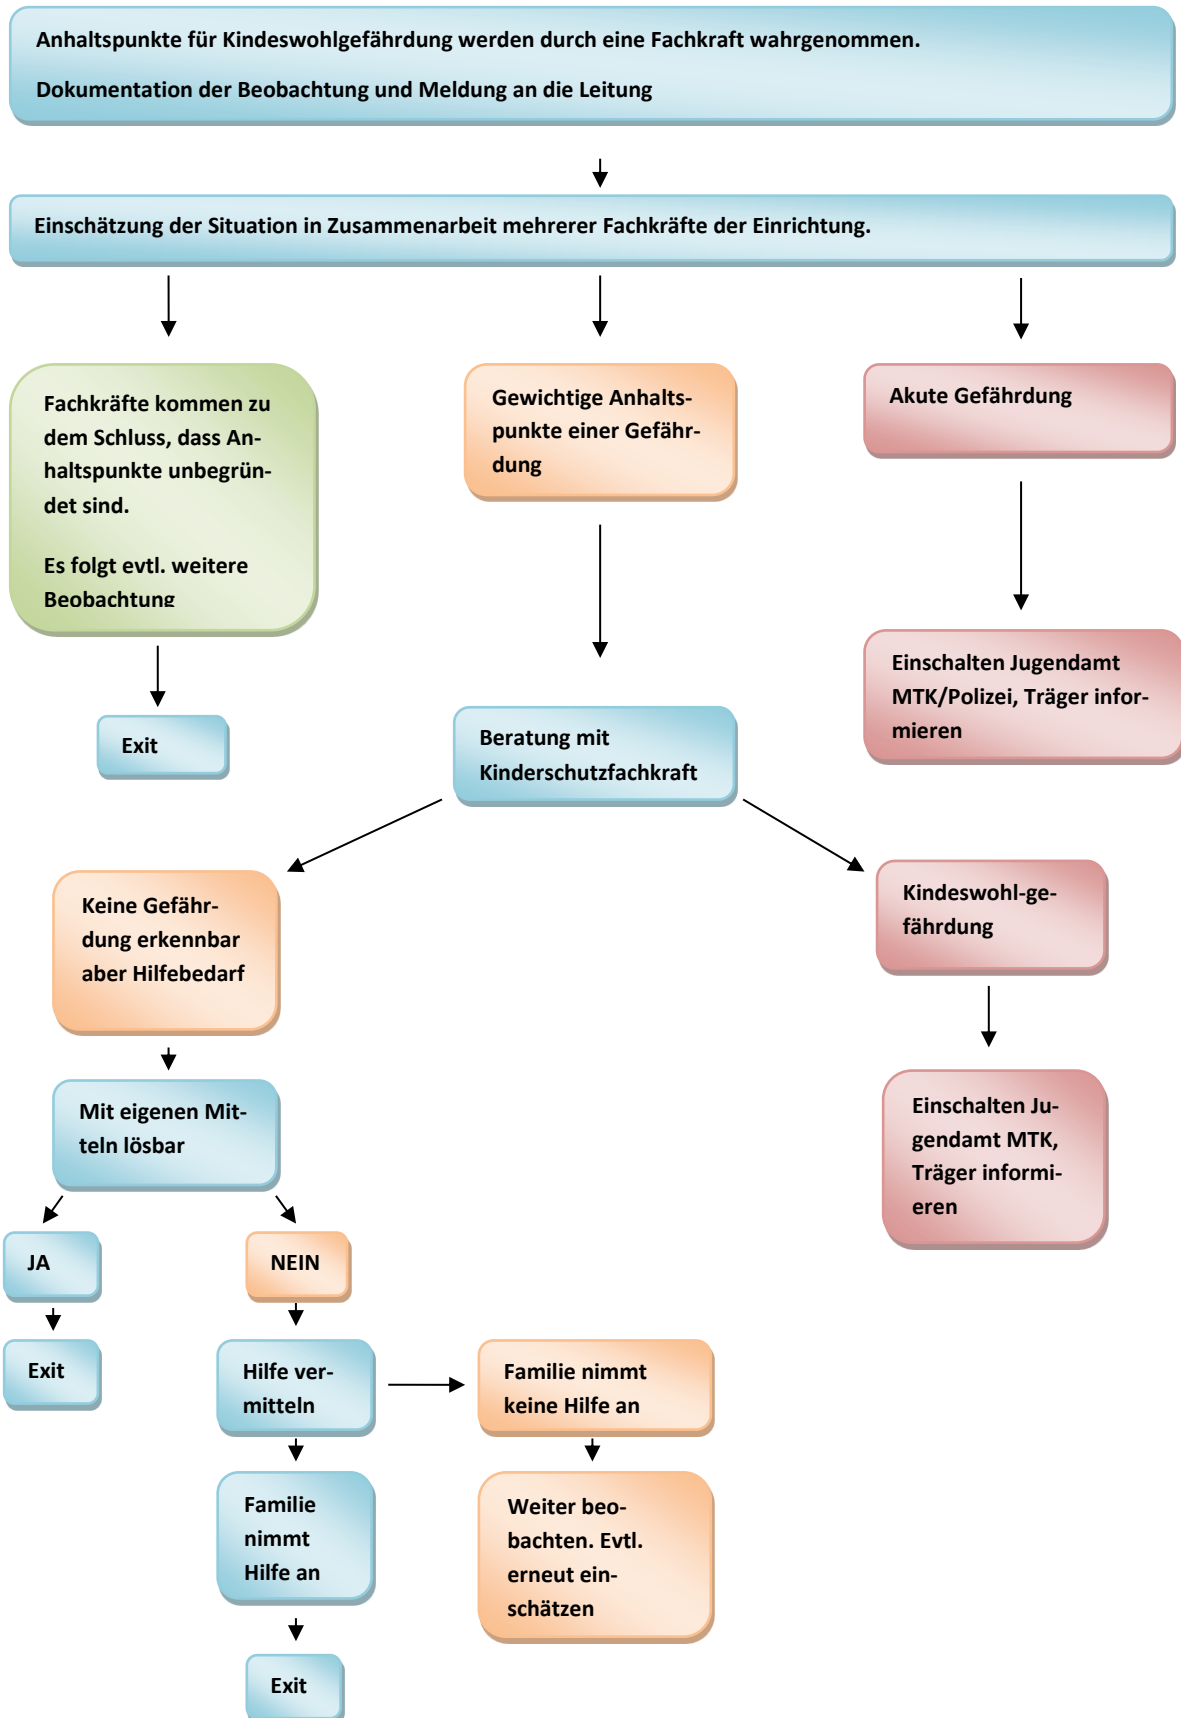 Anhaltspunkte für Kindeswohlgefährdung werden durch eine Fachkraft wahrgenommen.
Dokumentation der Beobachtung und Meldung an die Leitung
Einschätzung der Situation in Zusammenarbeit mehrerer Fachkräfte der Einrichtung.
Fachkräfte kommen zu
dem Schluss, dass An-
haltspunkte unbegrün-
det sind.
Es folgt evtl. weitere
Beobachtung
Gewichtige Anhalts-
punkte einer Gefähr-
dung
Akute Gefährdung
Exit
Beratung mit
Kinderschutzfachkraft
Einschalten Jugendamt
MTK/Polizei, Träger infor-
mieren
Keine Gefähr-
dung erkennbar
aber Hilfebedarf
Kindeswohl-ge-
fährdung
Mit eigenen Mit-
teln lösbar
Einschalten Ju-
gendamt MTK,
Träger informi-
eren
JA
NEIN
Exit
Hilfe ver-
mitteln
Familie nimmt
keine Hilfe an
Familie
nimmt
Hilfe an
Weiter beo-
bachten. Evtl.
erneut ein-
schätzen
Exit